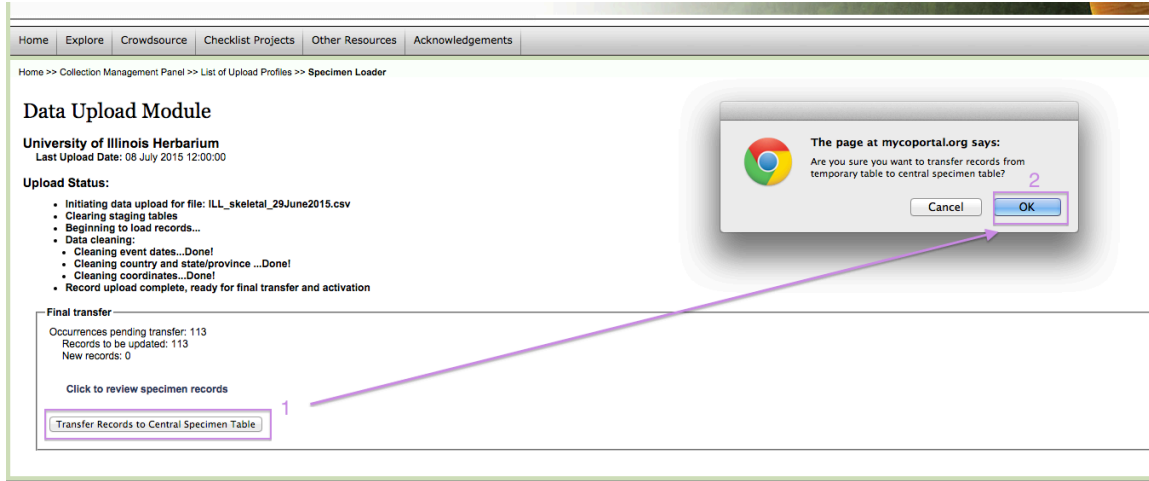 Home Explore Crowdsource Checklist Projects Other Resources Acknowledgements
Home >> Collection Management Panel >> List of Upload Profiles >> Specimen Loader
Data Upload Module
University of Illinois Herbarium
Last Upload Date: 08 July 2015 12:00:00
Upload Status:
• Initiating data upload for file: ILL_skeletal_29June2015.csv
• Clearing staging tables
• Beginning to load records...
• Data cleaning:
• Cleaning event dates...Done!
• Cleaning country and state/province ...Done!
• Cleaning coordinates...Done!
• Record upload complete, ready for final transfer and activation
Final transfer
Occurrences pending transfer: 113
Records to be updated: 113
New records: 0
Click to review specimen records
1
Transfer Records to Central Specimen Table
The page at mycoportal.org says:
Are you sure you want to transfer records from
temporary table to central specimen table?
2
Cancel OK